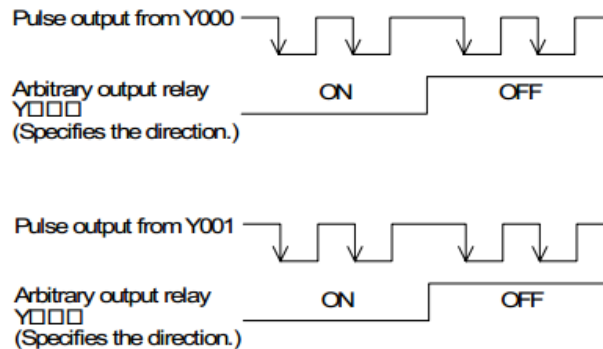 Pulse output from Y000
Arbitrary output relay
ON
OFF
Y□□□
(Specifies the direction.)
Pulse output from Y001
Arbitrary output relay
ON
OFF
Y□□□
(Specifies the direction.)